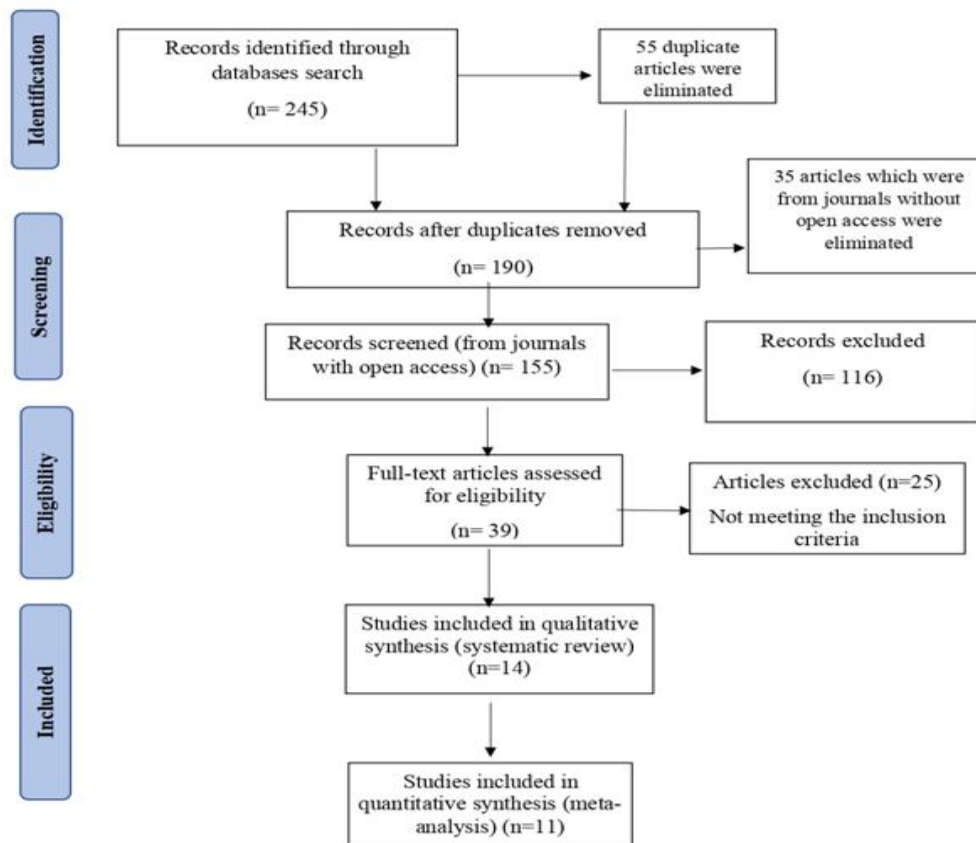 Identification
Records identified through
databases search
(n= 245)
55 duplicate
articles were
eliminated
35 articles which were
from journals without
open access were
eliminated
Records after duplicates removed
(n= 190)
Screening
Records screened (from journals
with open access) (n= 155)
Records excluded
(n= 116)
Eligibility
Full-text articles assessed
for eligibility
(n= 39)
Articles excluded (n=25)
Not meeting the inclusion
criteria
Included
Studies included in qualitative
synthesis (systematic review)
(n=14)
Studies included in
quantitative synthesis (meta-
analysis) (n=11)